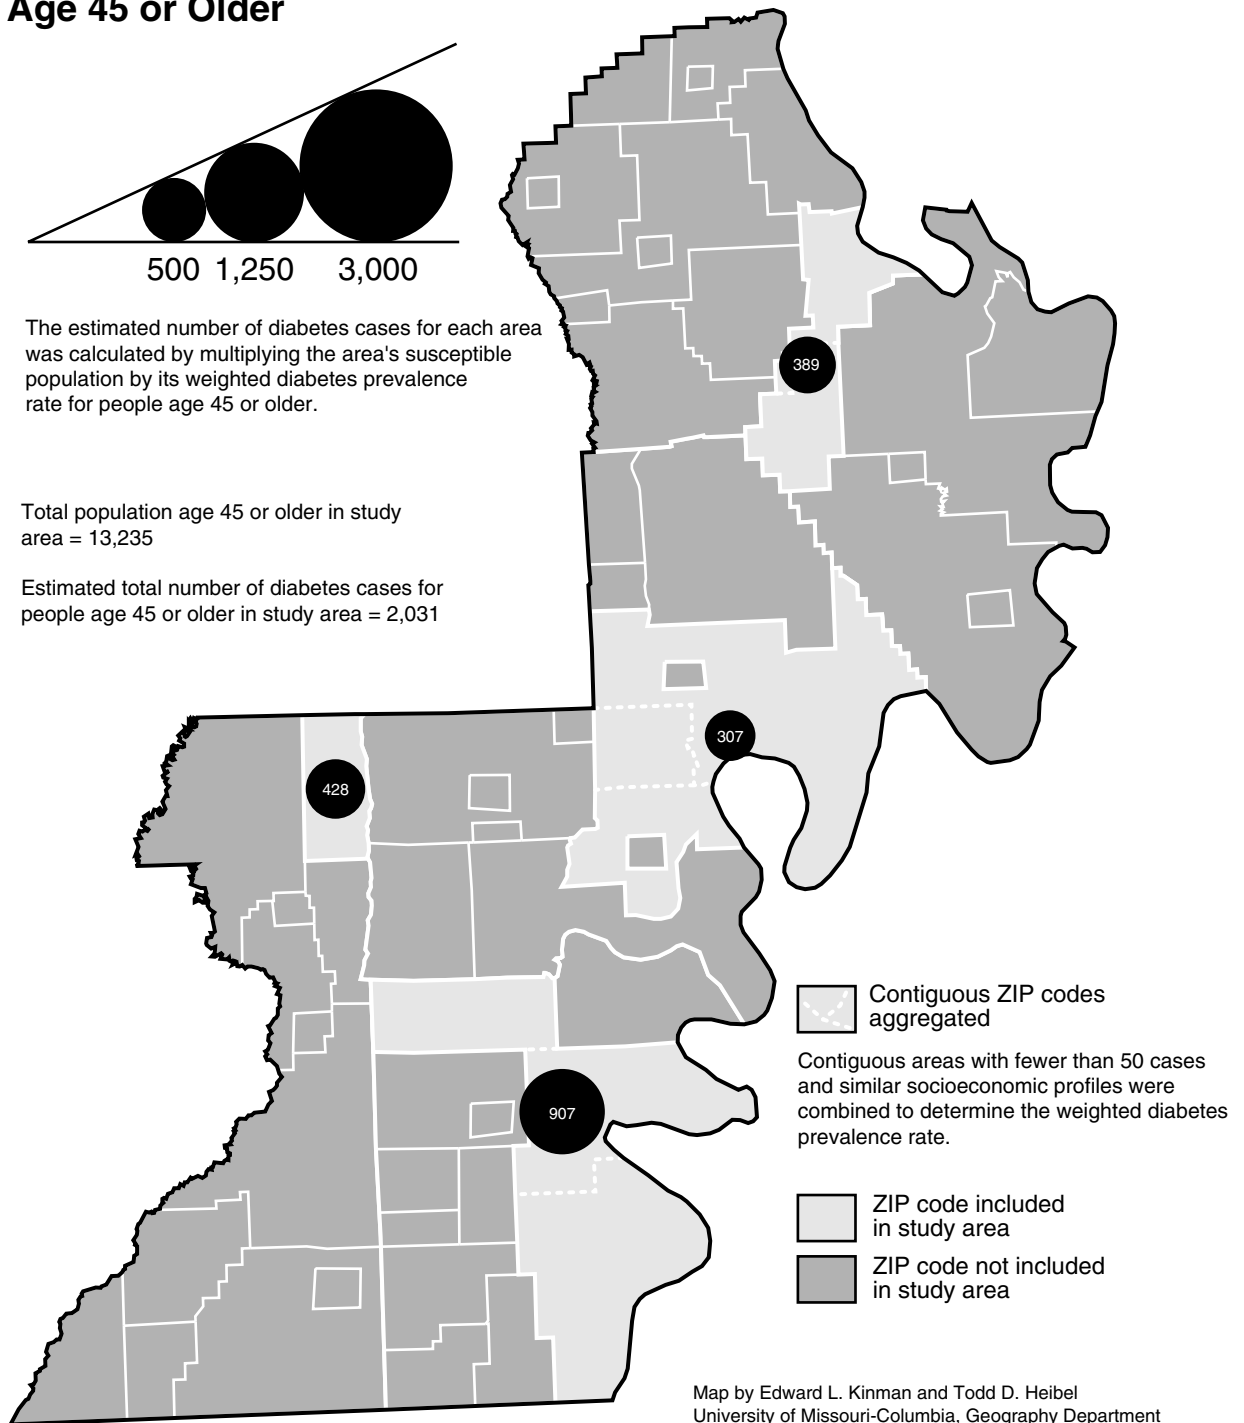 Age 45 or Older
500 1,250 3,000
The estimated number of diabetes cases for each area
was calculated by multiplying the area's susceptible
population by its weighted diabetes prevalence
rate for people age 45 or older.
389
Total population age 45 or older in study
area = 13,235
Estimated total number of diabetes cases for
people age 45 or older in study area = 2,031
307
428
Contiguous ZIP codes
aggregated
Contiguous areas with fewer than 50 cases
and similar socioeconomic profiles were
combined to determine the weighted diabetes
prevalence rate.
907
ZIP code included
in study area
ZIP code not included
in study area
Map by Edward L. Kinman and Todd D. Heibel
University of Missouri-Columbia, Geography Department